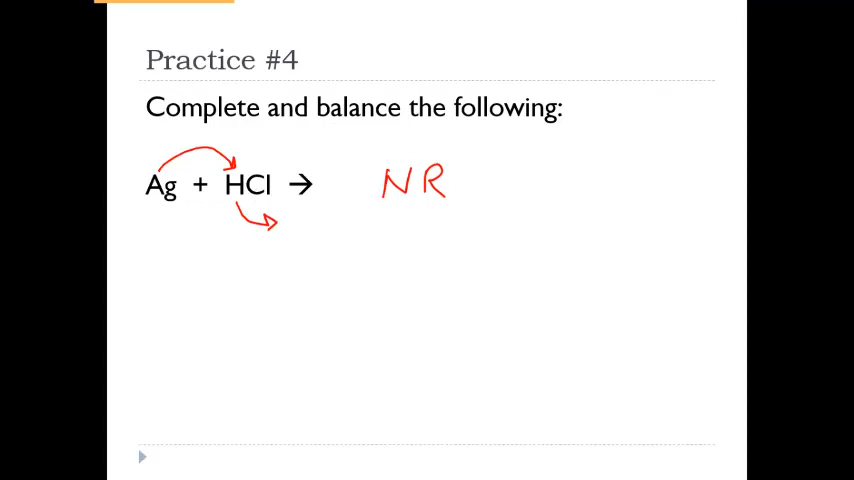 Practice #4
Complete and balance the following:
Ag + HCl → NR